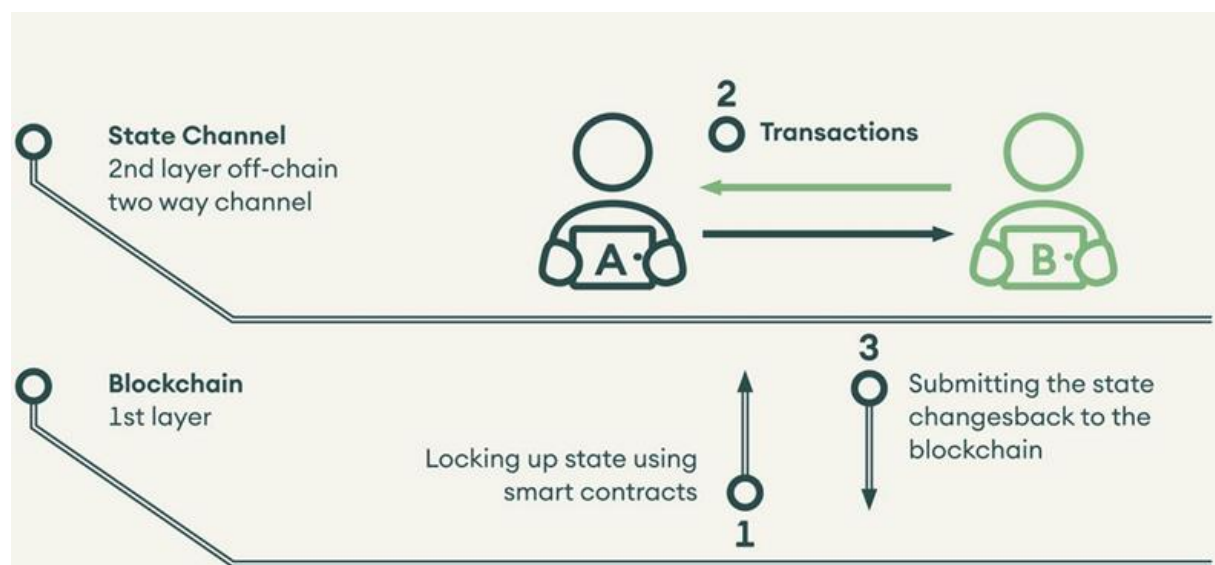 2
State Channel
2nd layer off-chain
two way channel
Transactions
A
B
Blockchain
1st layer
Locking up state using
smart contracts
1
3
Submitting the state
changesback to the
blockchain